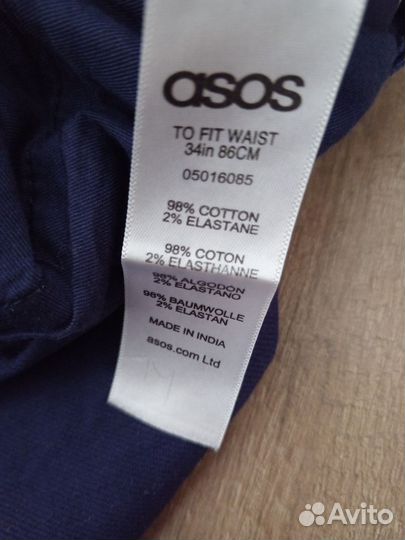 asos
TO FIT WAIST
34in 86CM
05016085
98% COTTON
2% ELASTANE
98% COTON
2% ELASTHANNE
98% ALGODON
2% ELASTANO
98% BAUMWOLLE
2% ELASTAN
MADE IN INDIA
asos.com Ltd
Avito